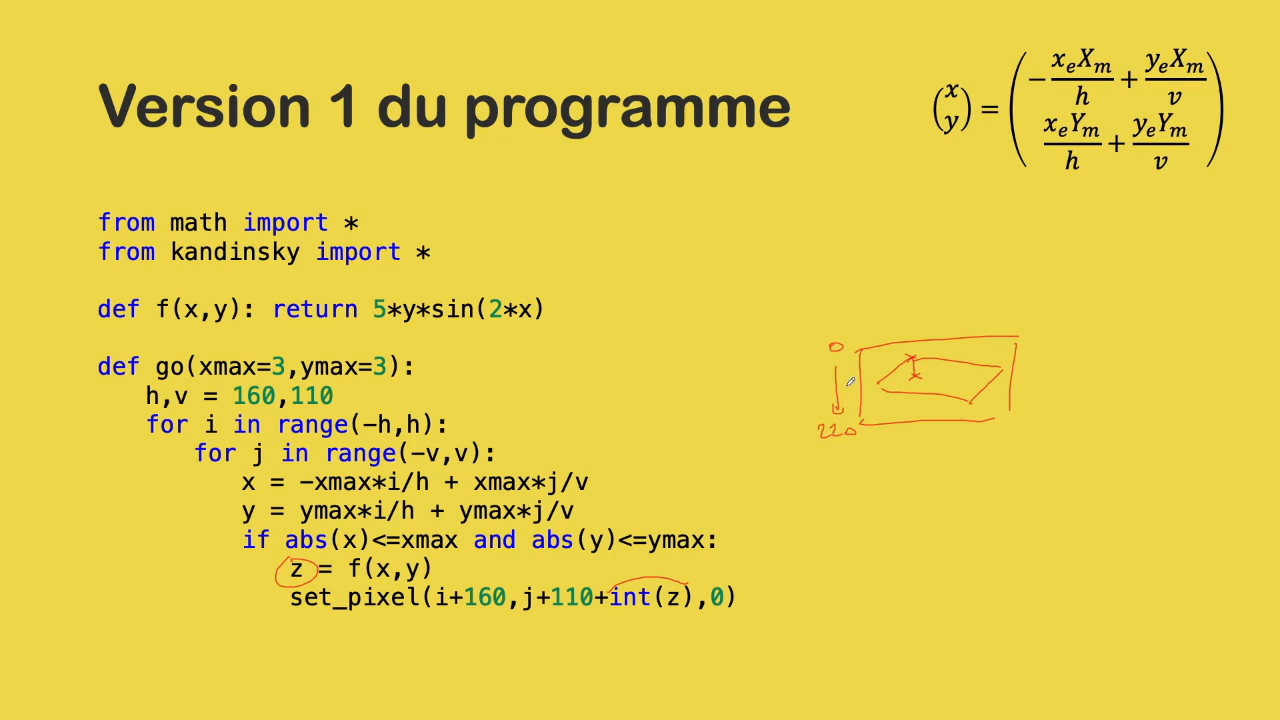 Version 1 du programme
(x y) = (-x_eX_m/h + y_eX_m/v
x_eY_m/h + y_eY_m/v)
from math import *
from kandinsky import *
def f(x,y): return 5*y*sin(2*x)
def go(xmax=3,ymax=3):
h,v = 160,110
for i in range(-h,h):
for j in range(-v,v):
x = -xmax*i/h + xmax*j/v
y = ymax*i/h + ymax*j/v
if abs(x)<=xmax and abs(y)<=ymax:
z = f(x,y)
set_pixel(i+160,j+110+int(z),0)
0
220